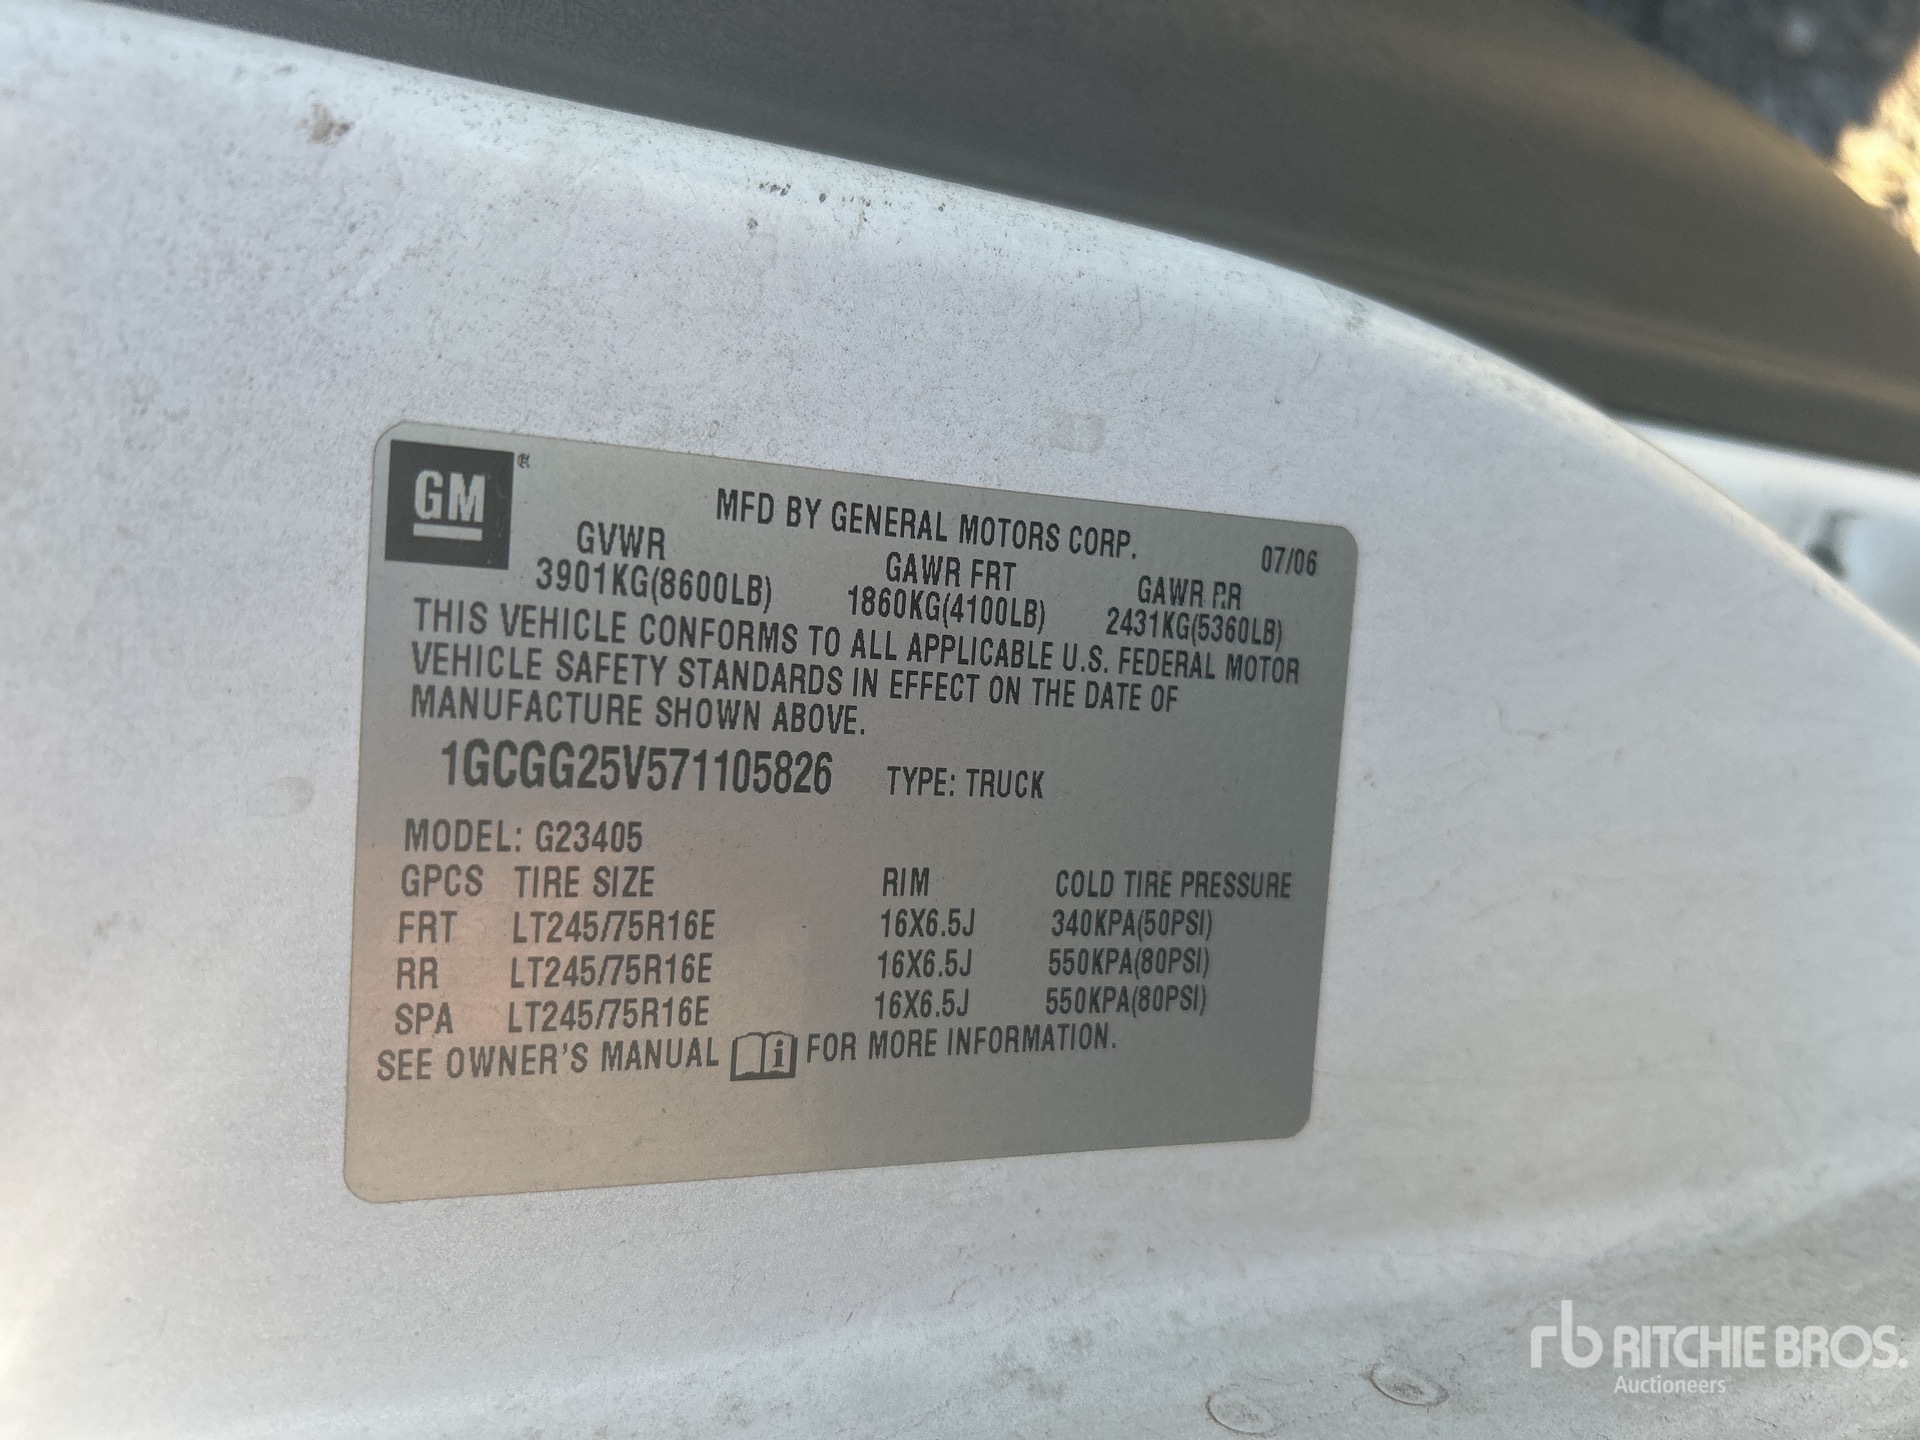 GM®
MFD BY GENERAL MOTORS CORP.
07/06
GVWR GAWR FRT GAWR RR
3901KG(8600LB) 1860KG(4100LB) 2431KG(5360LB)
THIS VEHICLE CONFORMS TO ALL APPLICABLE U.S. FEDERAL MOTOR
VEHICLE SAFETY STANDARDS IN EFFECT ON THE DATE OF
MANUFACTURE SHOWN ABOVE.
1GCGG25V571105826 TYPE: TRUCK
MODEL: G23405
GPCS TIRE SIZE RIM COLD TIRE PRESSURE
FRT LT245/75R16E 16X6.5J 340KPA(50PSI)
RR LT245/75R16E 16X6.5J 550KPA(80PSI)
SPA LT245/75R16E 16X6.5J 550KPA(80PSI)
SEE OWNER'S MANUAL i FOR MORE INFORMATION.
rb RITCHIE BROS.
Auctioneers